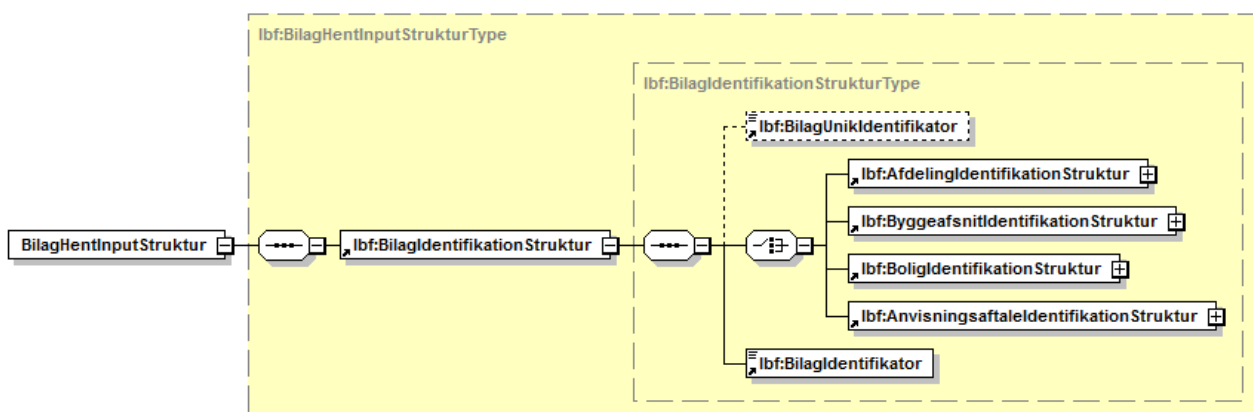 lbf:BilagHentInputStrukturType
lbf:BilagIdentifikationStrukturType
lbf:BilagUnikIdentifikator
lbf:AfdelingIdentifikationStruktur
lbf:ByggeafsnitIdentifikationStruktur
BilagHentInputStruktur
lbf:BilagIdentifikationStruktur
lbf:BoligIdentifikationStruktur
lbf:AnvisningsaftaleIdentifikationStruktur
lbf:BilagIdentifikator